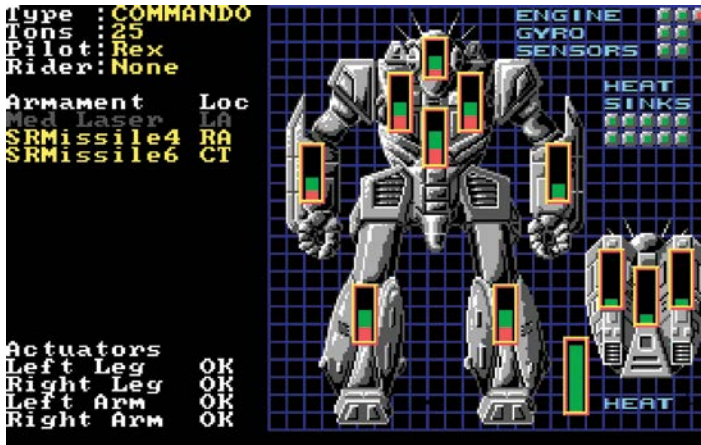 Type :COMMANDO
Tons :25
Pilot:Rex
Rider:None
Armament Loc
Med Laser LA
SRMissile4 RA
SRMissile6 CT
Actuators
Left Leg OK
Right Leg OK
Left Arm OK
Right Arm OK
ENGINE
GYRO
SENSORS
HEAT
SINKS
HEAT